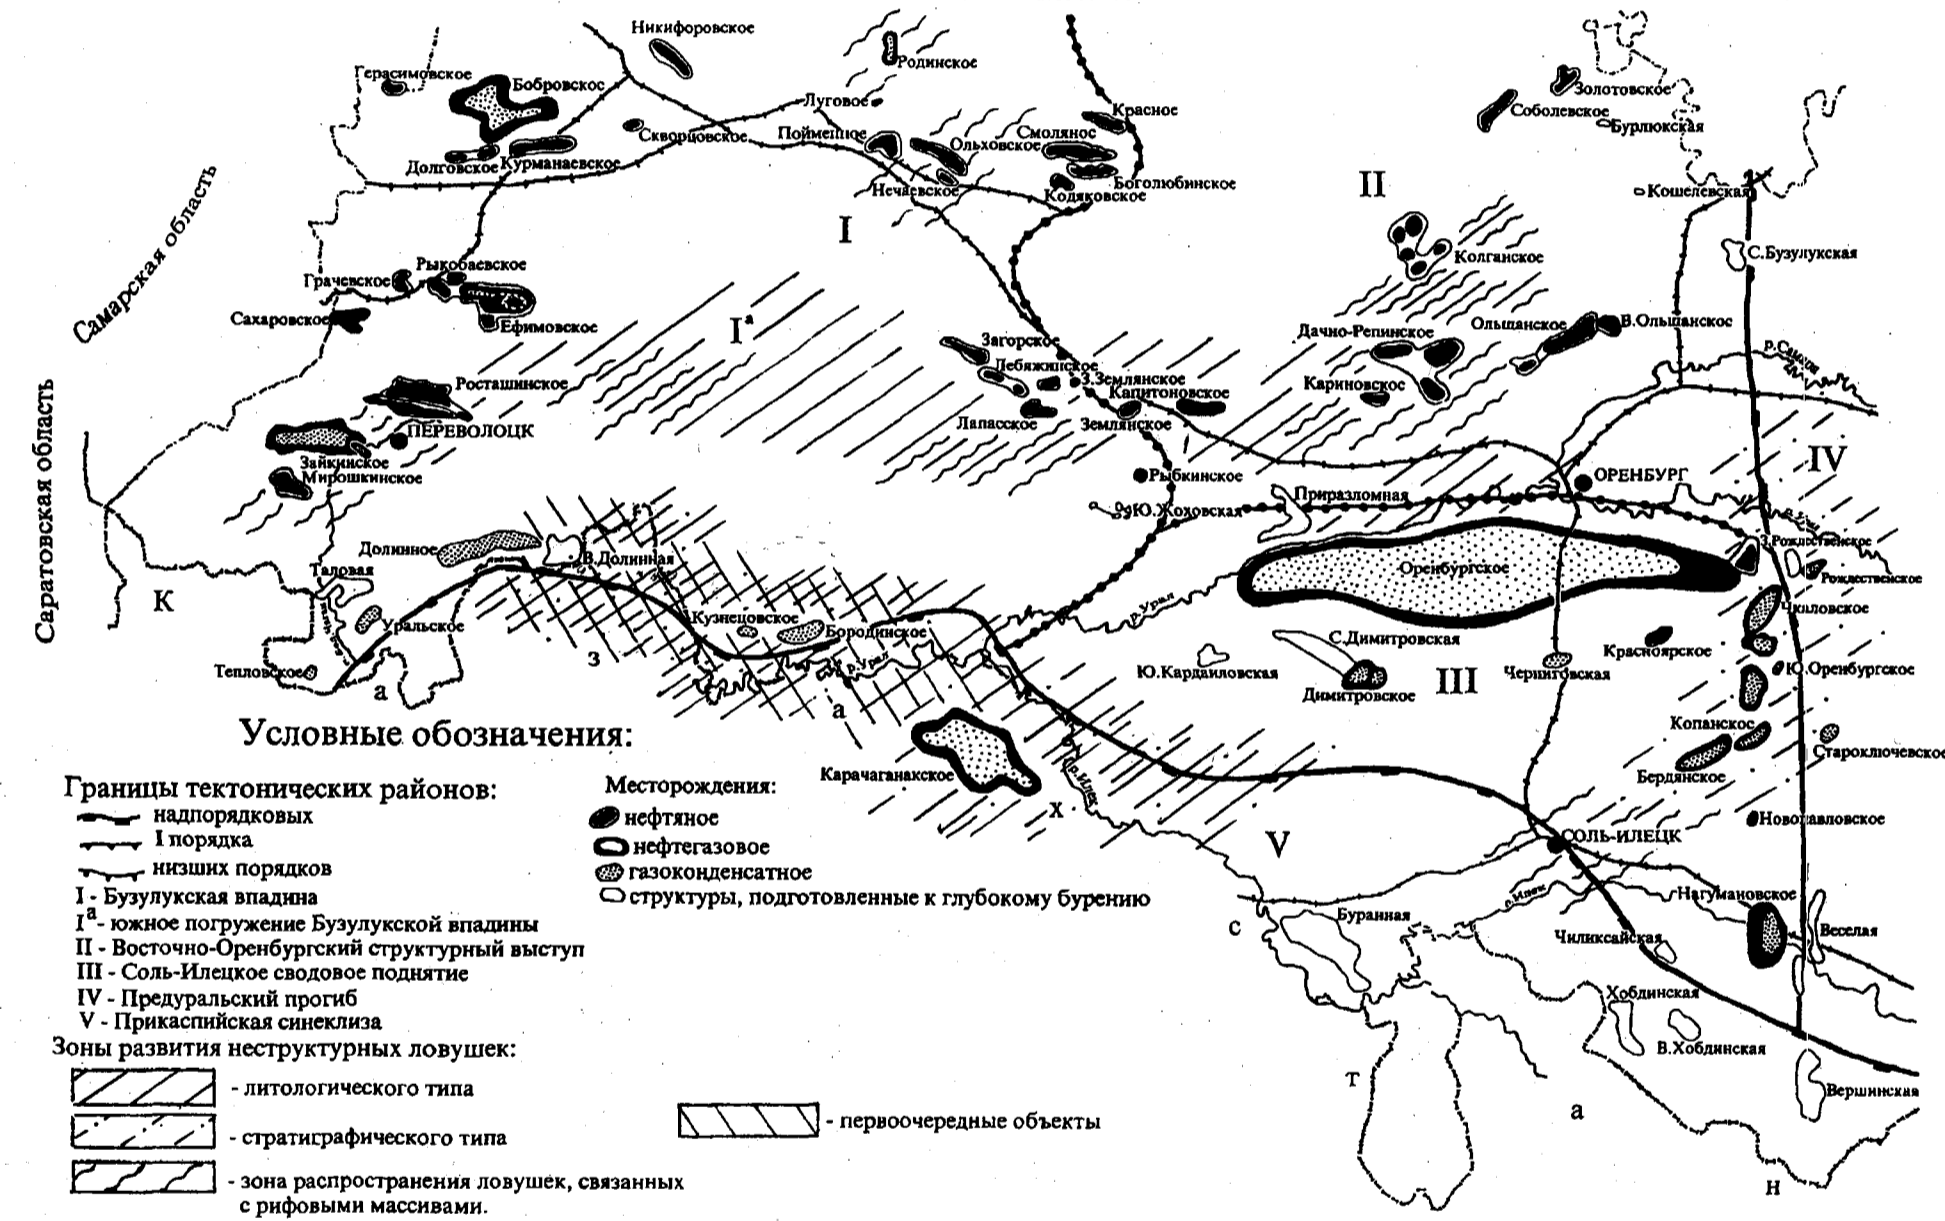 Никифоровское
Родинское
Герасимовское
Бобровское
Золотовское
Соболевское
Бурлюкская
Луговое
Красное
Скворцовское
Пойменное
Ольховское
Смоляное
Долговское
Курманаевское
Нечаевское
Кодяковское
Боголюбинское
Кошелевская
II
I
Самарская область
Рыкобаевское
Грачевское
Сахаровское
Ефимовское
Колганское
С.Бузулукская
Iа
Загорское
Лебяжинское
З.Землянское
Капитоновское
Лапасское
Землянское
Дачно-Репинское
Ольшанское
В.Ольшанское
Кариновское
Росташинское
ПЕРЕВОЛОЦК
Зайкинское
Мирошкинское
Саратовская область
Рыбкинское
Ю.Жоховская
Приразломная
ОРЕНБУРГ
IV
р.Урал
Долинное
В.Долинная
Таловая
К
Уральское
Тепловское
а
з
Кузнецовское
Бородинское
р.Урал
а
р.Урал
Оренбургское
З.Рождественское
Рождественское
Чкаловское
С.Димитровская
Ю.Кардаиловская
Димитровское
III
Черниговская
Красноярское
Ю.Оренбургское
Копанское
Староключевское
Бердянское
Новопавловское
Карачаганакское
х
р.Илек
V
СОЛЬ-ИЛЕЦК
р.Илек
Нагумановское
с
Буранная
Чиликсайская
Веселая
Хобдинская
В.Хобдинская
Вершинская
т
а
н
Условные обозначения:
Границы тектонических районов:
надпорядковых
I порядка
низших порядков
I - Бузулукская впадина
Iа - южное погружение Бузулукской впадины
II - Восточно-Оренбургский структурный выступ
III - Соль-Илецкое сводовое поднятие
IV - Предуральский прогиб
V - Прикаспийская синеклиза
Месторождения:
нефтяное
нефтегазовое
газоконденсатное
структуры, подготовленные к глубокому бурению
Зоны развития неструктурных ловушек:
- литологического типа
- стратиграфического типа
- зона распространения ловушек, связанных
с рифовыми массивами.
- первоочередные объекты